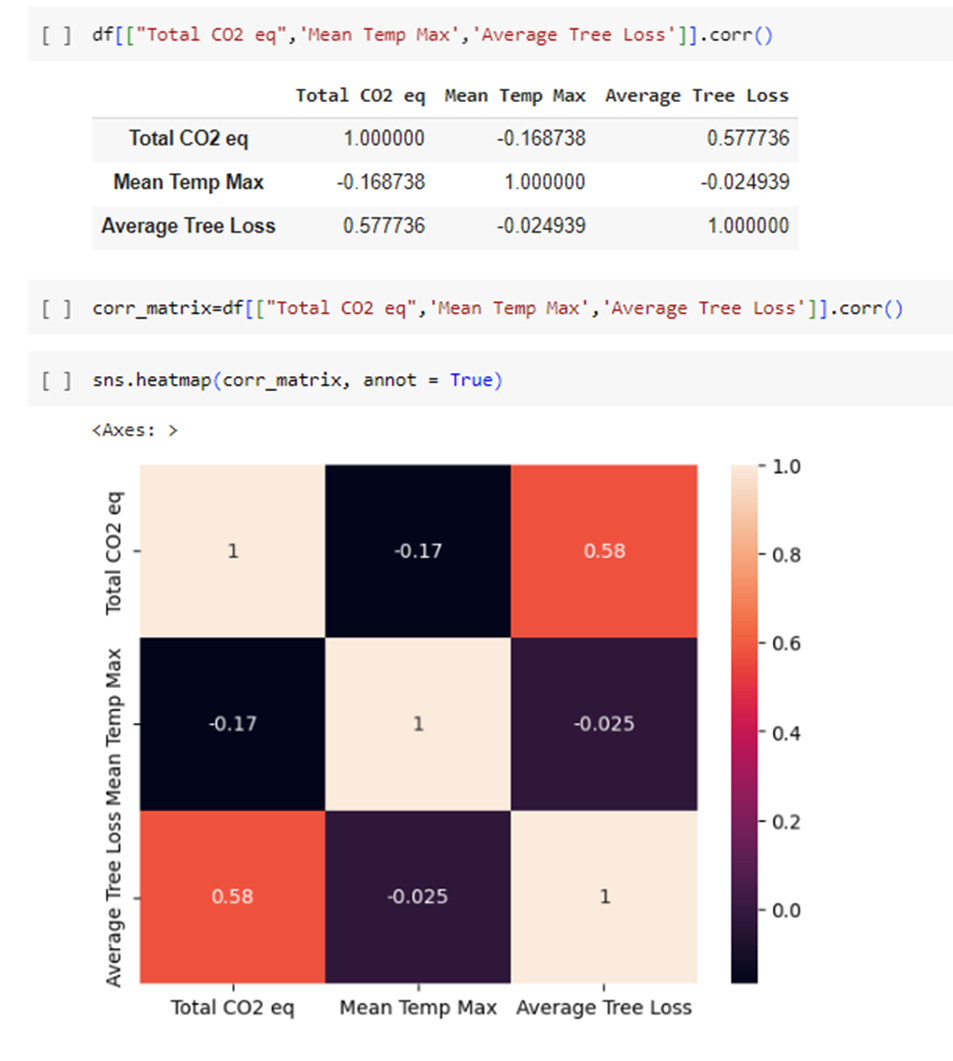 [ ] df[["Total CO2 eq",'Mean Temp Max','Average Tree Loss']].corr()
Total CO2 eq Mean Temp Max Average Tree Loss
Total CO2 eq 1.000000 -0.168738 0.577736
Mean Temp Max -0.168738 1.000000 -0.024939
Average Tree Loss 0.577736 -0.024939 1.000000
[ ] corr_matrix=df[["Total CO2 eq",'Mean Temp Max','Average Tree Loss']].corr()
[ ] sns.heatmap(corr_matrix, annot = True)
<Axes: >
Total CO2 eq
1 -0.17 0.58
Mean Temp Max
-0.17 1 -0.025
Average Tree Loss
0.58 -0.025 1
Total CO2 eq Mean Temp Max Average Tree Loss
1.0
0.8
0.6
0.4
0.2
0.0